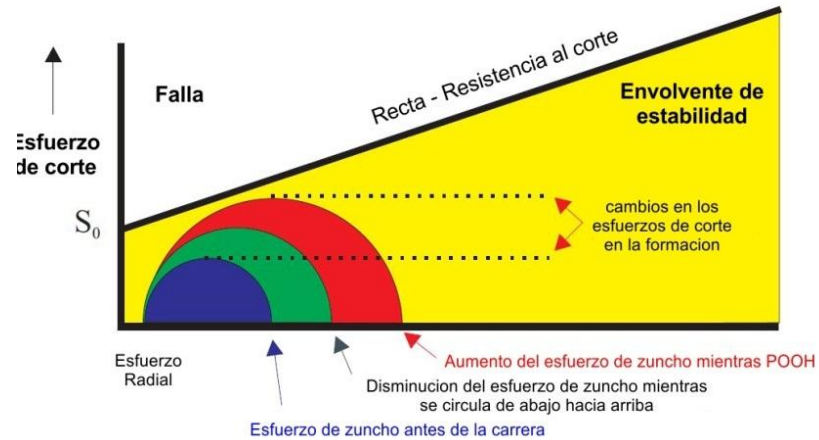 Falla
Recta - Resistencia al corte
Envolvente de
estabilidad
Esfuerzo
de corte
S₀
cambios en los
esfuerzos de corte
en la formacion
Esfuerzo
Radial
Aumento del esfuerzo de zuncho mientras POOH
Disminucion del esfuerzo de zuncho mientras
se circula de abajo hacia arriba
Esfuerzo de zuncho antes de la carrera